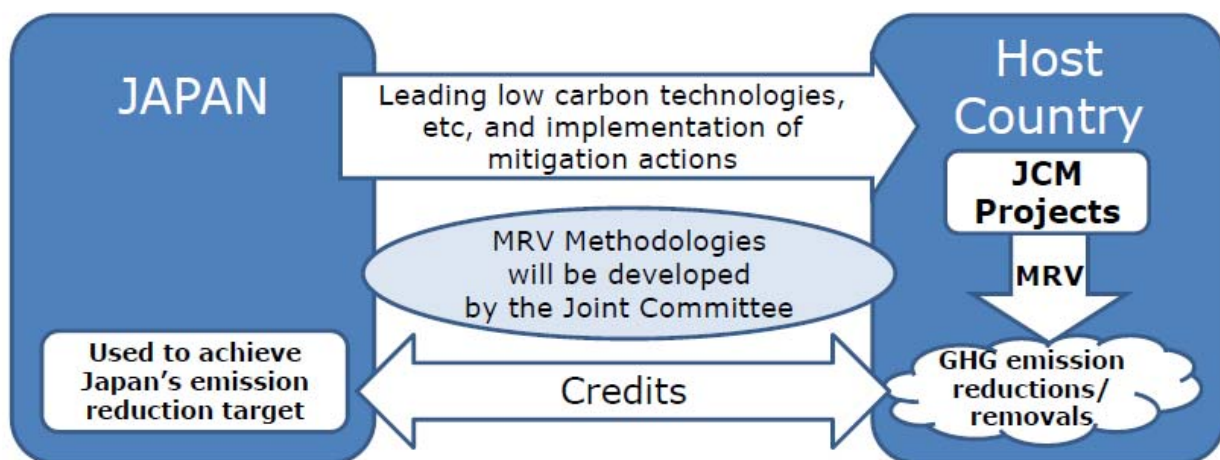 JAPAN
Leading low carbon technologies,
etc, and implementation of
mitigation actions
Host
Country
JCM
Projects
MRV Methodologies
will be developed
by the Joint Committee
MRV
Used to achieve
Japan's emission
reduction target
Credits
GHG emission
reductions/
removals